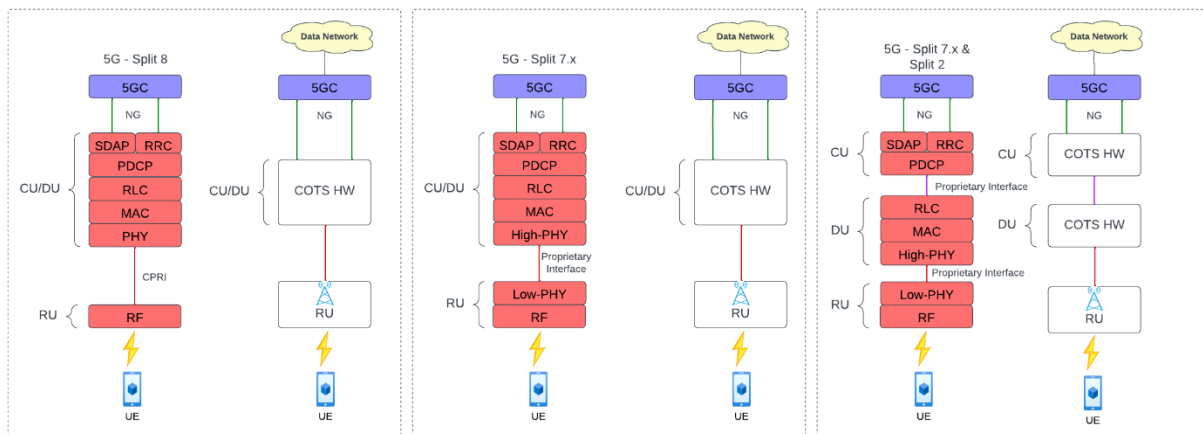 5G - Split 8
5GC
NG
SDAP
RRC
PDCP
RLC
MAC
PHY
CU/DU
CPRI
RU
RF
UE
Data Network
5GC
NG
CU/DU
COTS HW
RU
UE
5G - Split 7.x
5GC
NG
SDAP
RRC
PDCP
RLC
MAC
High-PHY
CU/DU
Proprietary
Interface
RU
Low-PHY
RF
UE
Data Network
5GC
NG
CU/DU
COTS HW
RU
UE
5G - Split 7.x &
Split 2
5GC
NG
CU
SDAP
RRC
PDCP
Proprietary Interface
DU
RLC
MAC
High-PHY
Proprietary Interface
RU
Low-PHY
RF
UE
Data Network
5GC
NG
CU
COTS HW
DU
COTS HW
RU
UE